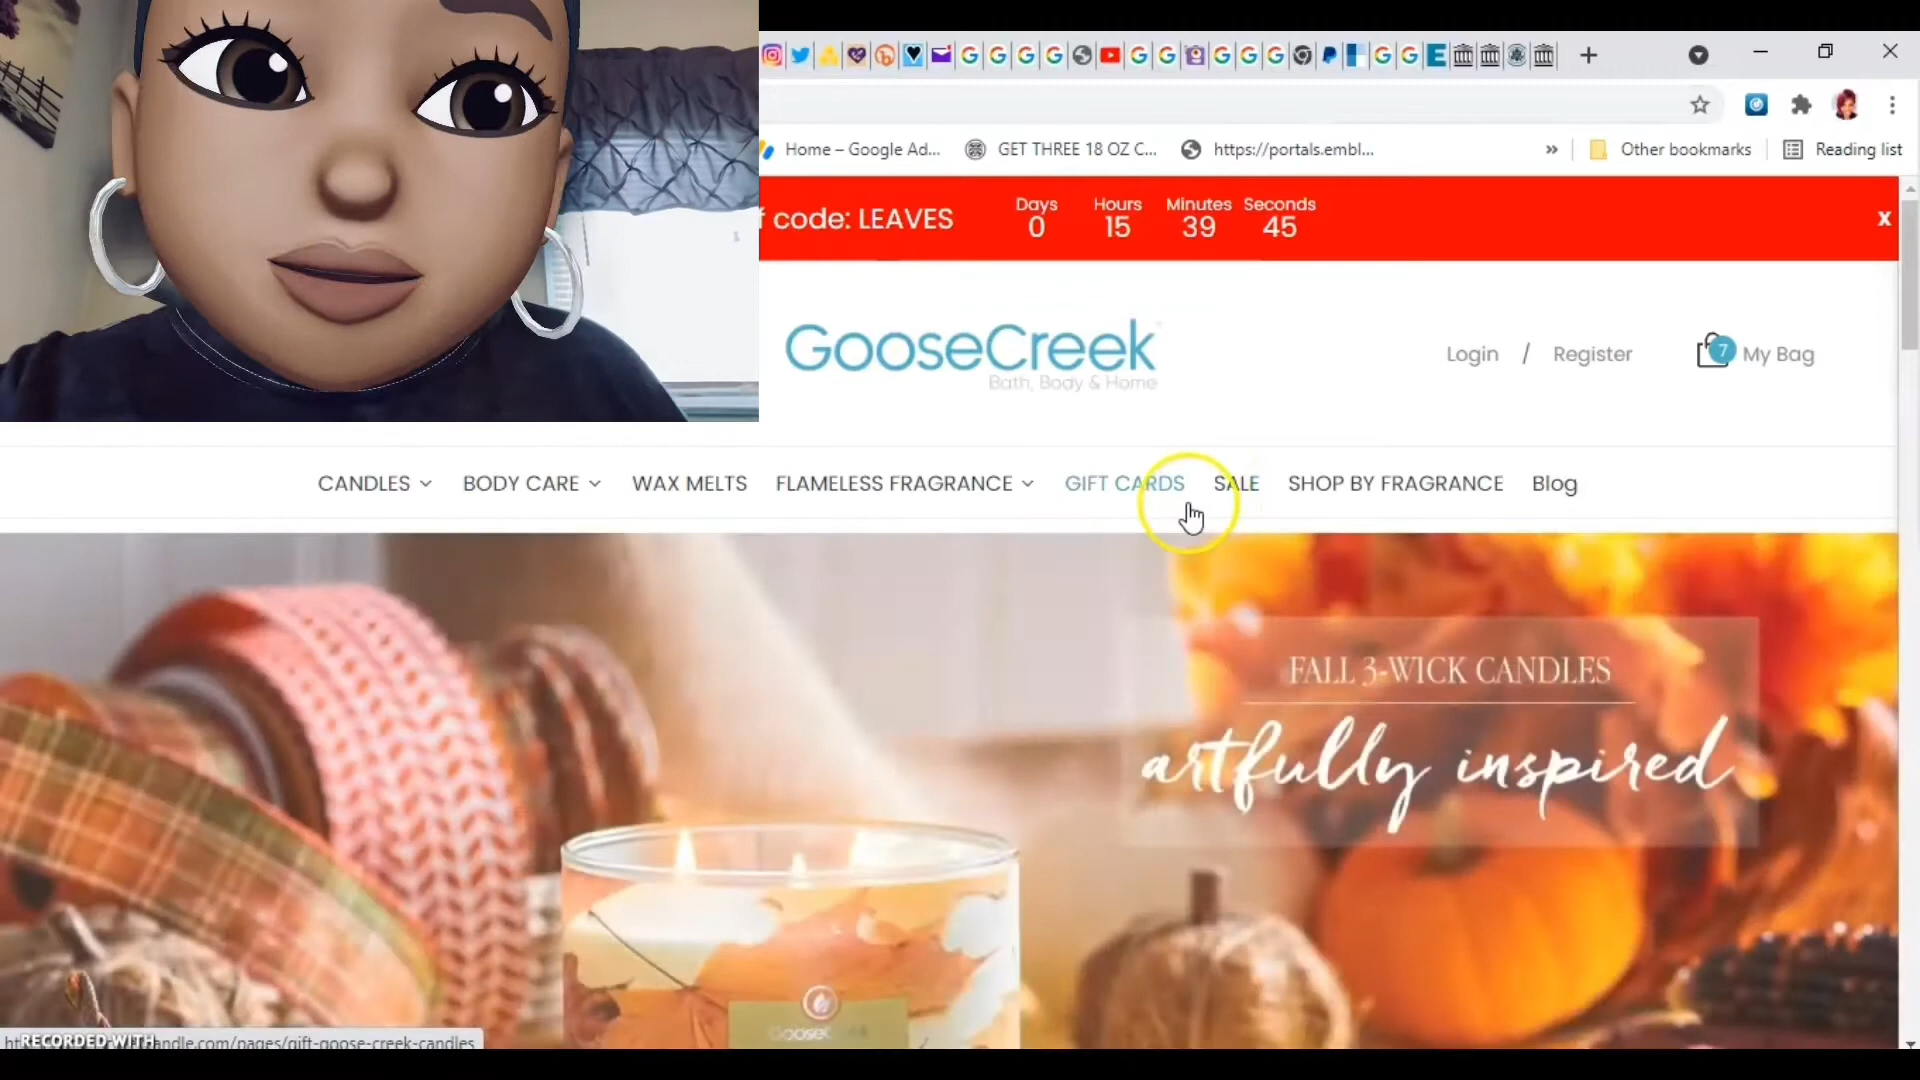 Home – Google Ad...
GET THREE 18 OZ C...
https://portals.embl...
»
Other bookmarks
Reading list
code: LEAVES
Days
0
Hours
15
Minutes
39
Seconds
45
x
GooseCreek
Bath, Body & Home
Login / Register
7 My Bag
CANDLES
BODY CARE
WAX MELTS
FLAMELESS FRAGRANCE
GIFT CARDS
SALE
SHOP BY FRAGRANCE
Blog
FALL 3-WICK CANDLES
artfully inspired
RECORDED WITH
andle.com/pages/gift-goose-creek-candles